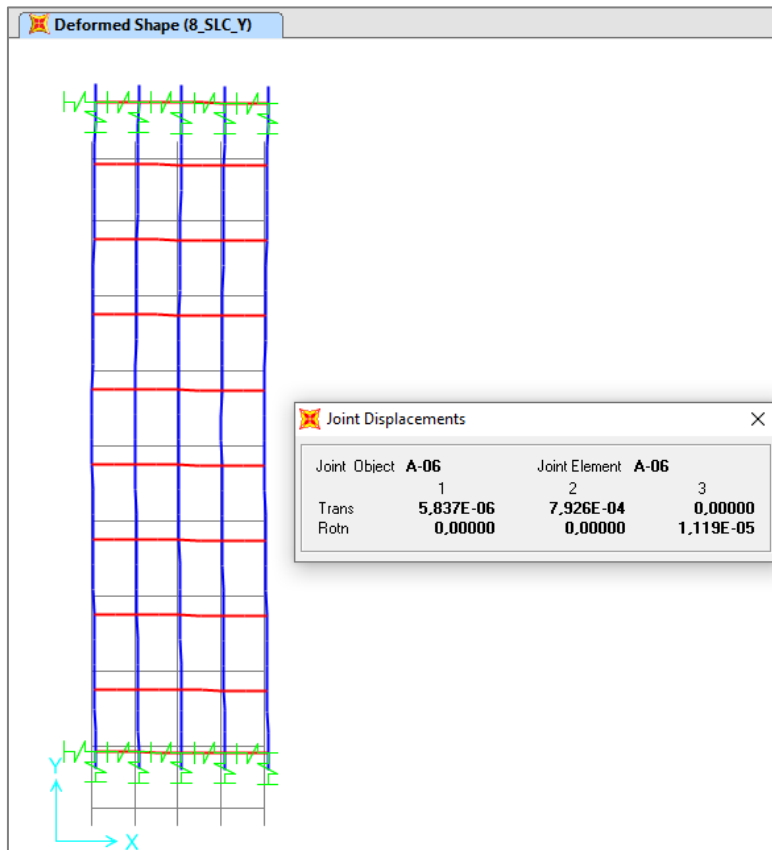 Deformed Shape (8_SLC_Y)
Joint Displacements
Joint Object A-06 Joint Element A-06
1 2 3
Trans 5,837E-06 7,926E-04 0,00000
Rotn 0,00000 0,00000 1,119E-05
Y
X